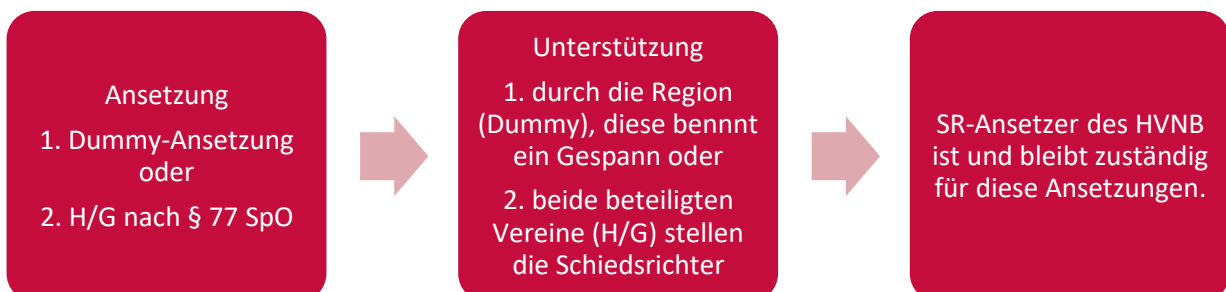 Ansetzung
1. Dummy-Ansetzung
oder
2. H/G nach § 77 SpO
Unterstützung
1. durch die Region
(Dummy), diese bennnt
ein Gespann oder
2. beide beteiligten
Vereine (H/G) stellen
die Schiedsrichter
SR-Ansetzer des HVNB
ist und bleibt zuständig
für diese Ansetzungen.